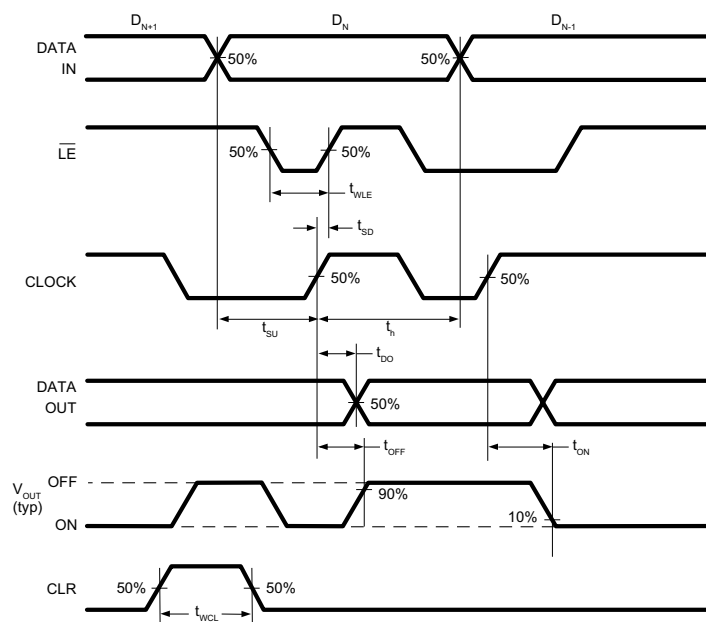 D_N+1 D_N D_N-1
DATA
IN
50% 50%
LE
50% 50%
t_WLE
t_SD
CLOCK
50% 50%
t_SU t_h
t_DO
DATA
OUT
50%
t_OFF t_ON
V_OUT
(typ)
OFF
90%
ON
10%
CLR
50% 50%
t_WCL